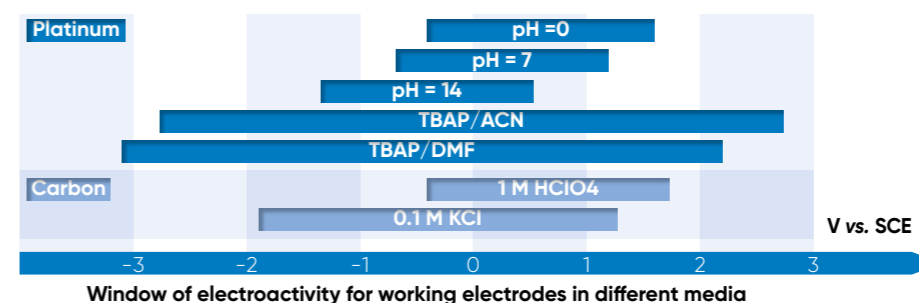 Platinum
pH =0
pH = 7
pH = 14
TBAP/ACN
TBAP/DMF
Carbon
1 M HClO4
0.1 M KCl
V vs. SCE
−3 −2 −1 0 1 2 3
Window of electroactivity for working electrodes in different media